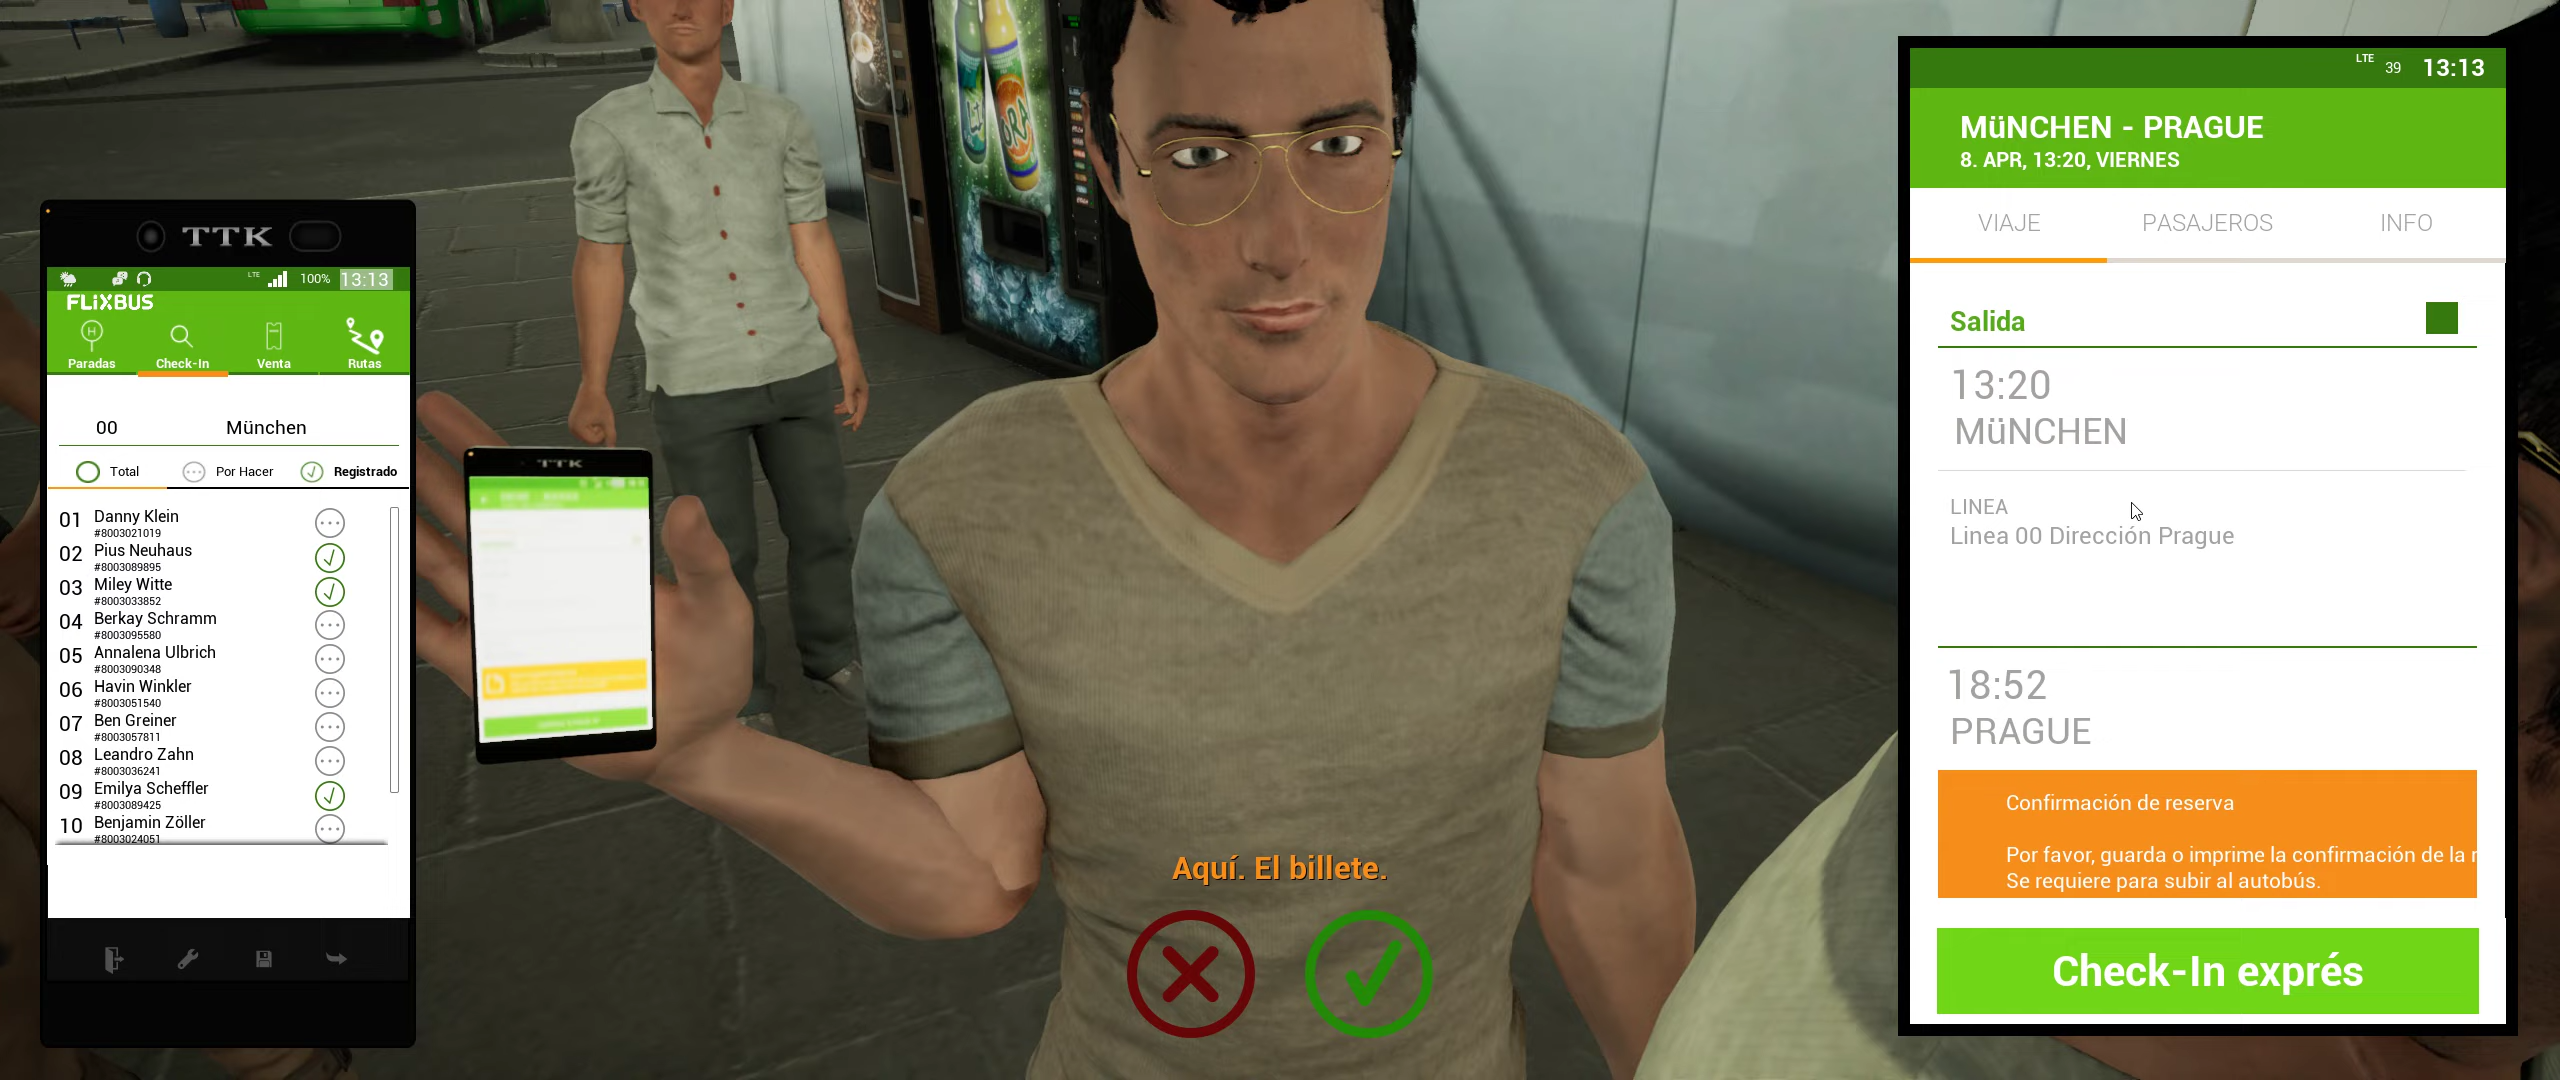 TTK
LTE 100% 13:13
FLiXBUS
Paradas Check-In Venta Rutas
00 München
Total Por Hacer Registrado
01 Danny Klein
#8003021019
02 Pius Neuhaus
#8003089895
03 Miley Witte
#8003033852
04 Berkay Schramm
#8003095580
05 Annalena Ulbrich
#8003090348
06 Havin Winkler
#8003051540
07 Ben Greiner
#8003057811
08 Leandro Zahn
#8003036241
09 Emilya Scheffler
#8003089425
10 Benjamin Zöller
#8003024051
TTK
ORA
Aquí. El billete.
LTE 39 13:13
MüNCHEN - PRAGUE
8. APR, 13:20, VIERNES
VIAJE PASAJEROS INFO
Salida
13:20
MüNCHEN
LINEA
Linea 00 Dirección Prague
18:52
PRAGUE
Confirmación de reserva
Por favor, guarda o imprime la confirmación de la r
Se requiere para subir al autobús.
Check-In exprés